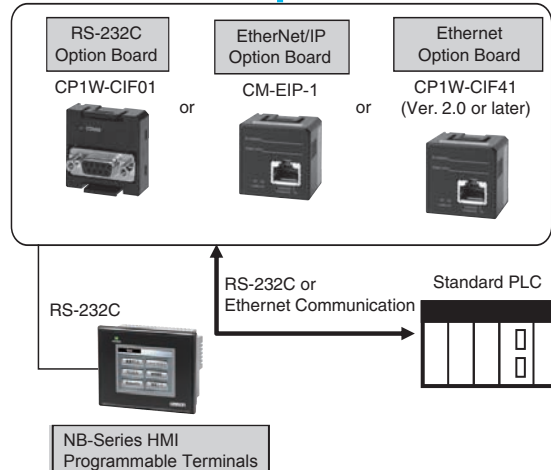 RS-232C
Option Board
EtherNet/IP
Option Board
Ethernet
Option Board
CP1W-CIF01
or
CM-EIP-1
or
CP1W-CIF41
(Ver. 2.0 or later)
RS-232C
RS-232C or
Ethernet Communication
Standard PLC
NB-Series HMI
Programmable Terminals